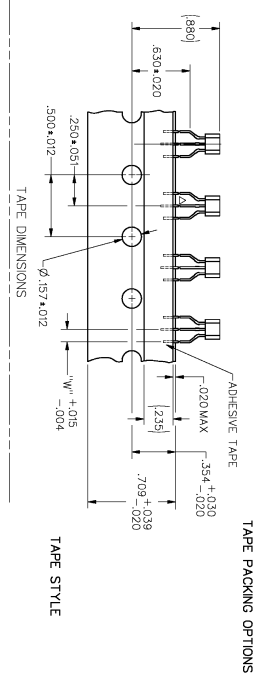 TAPE PACKING OPTIONS
TAPE STYLE
(.880)
.630±.020
.250±.051
.500±.012
Ø.157±.012
"W" +.015
-.004
ADHESIVE TAPE
.020 MAX
(.235)
.354 +.030
-.020
.709 +.039
-.020
TAPE DIMENSIONS